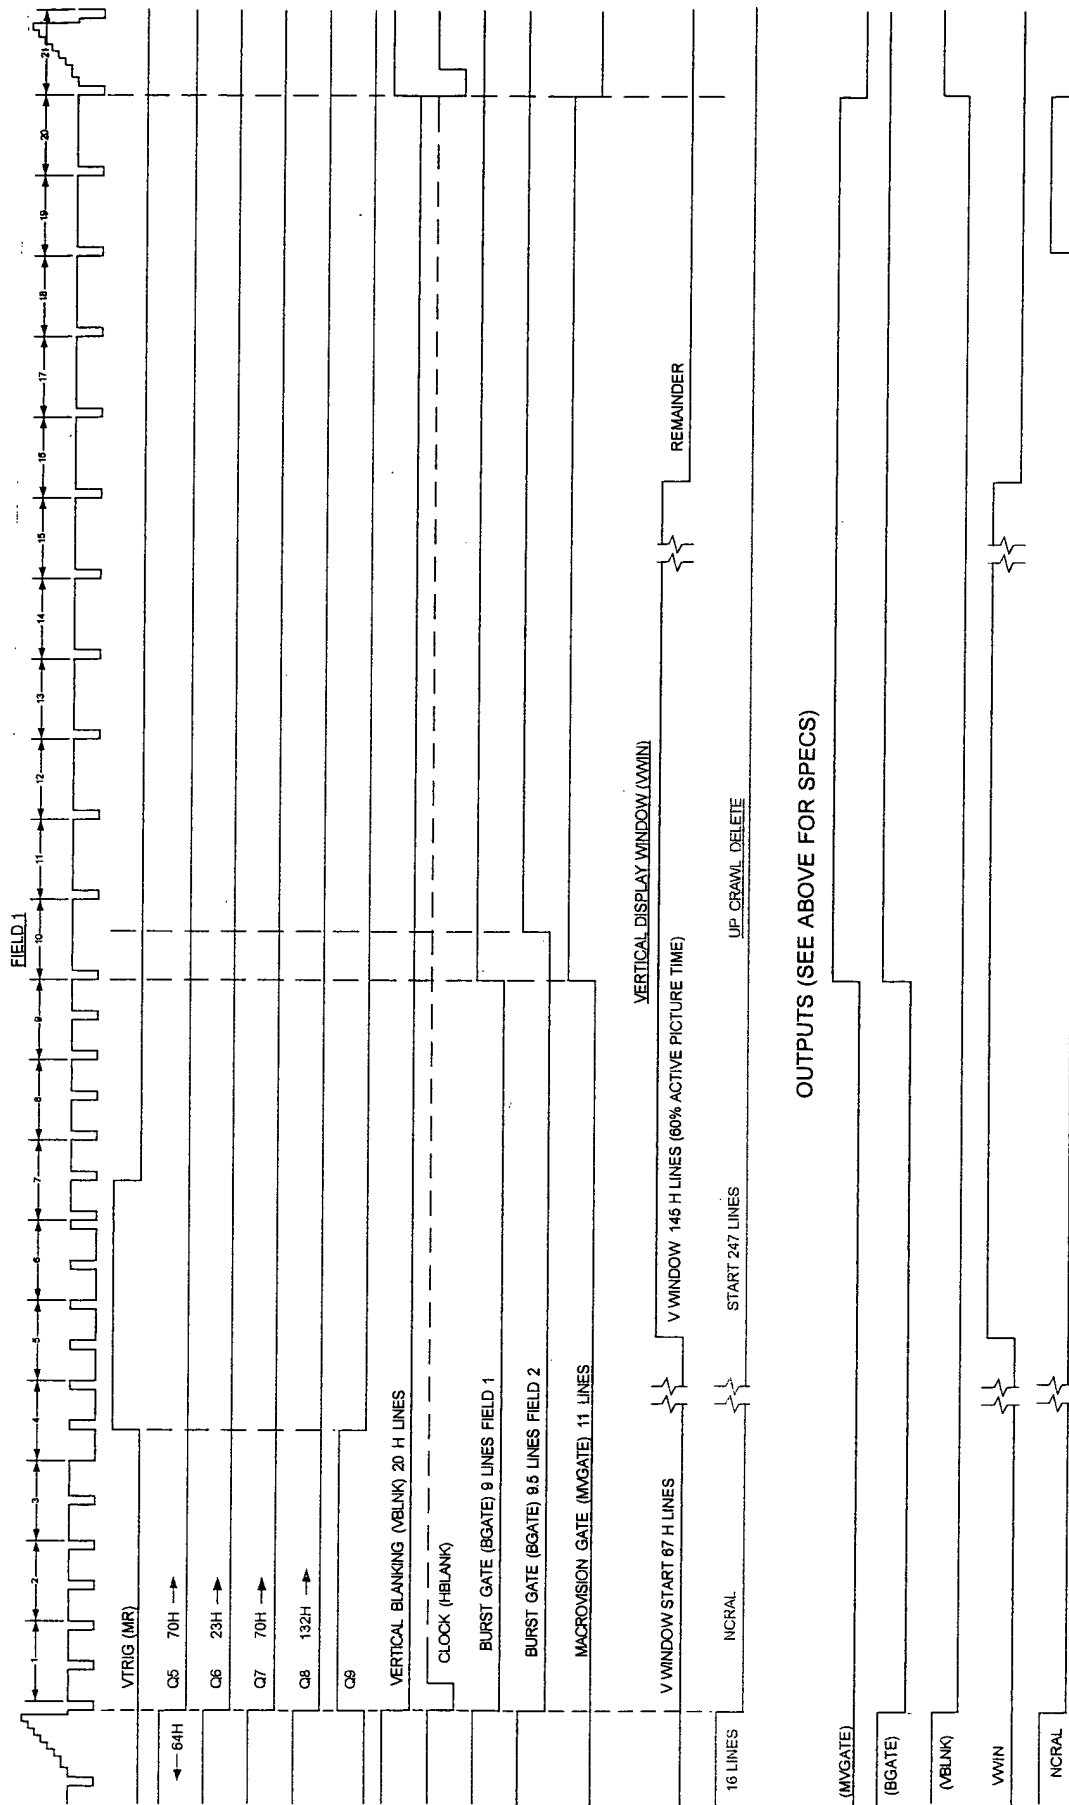 FIELD 1
1 2 3 4 5 6 7 8 9 10 11 12 13 14 15 16 17 18 19 20 21
VTRIG (MR)
64H Q5 70H
Q6 23H
Q7 70H
Q8 132H
Q9
VERTICAL BLANKING (VBLNK) 20 H LINES
CLOCK (HBLANK)
BURST GATE (BGATE) 9 LINES FIELD 1
BURST GATE (BGATE) 9.5 LINES FIELD 2
MACROVISION GATE (MVGATE) 11 LINES
VERTICAL DISPLAY WINDOW (VWIN)
V WINDOW START 67 H LINES V WINDOW 145 H LINES (60% ACTIVE PICTURE TIME) REMAINDER
UP CRAWL DELETE
16 LINES NCRAL START 247 LINES
OUTPUTS (SEE ABOVE FOR SPECS)
(MVGATE)
(BGATE)
(VBLNK)
VWIN
NCRAL